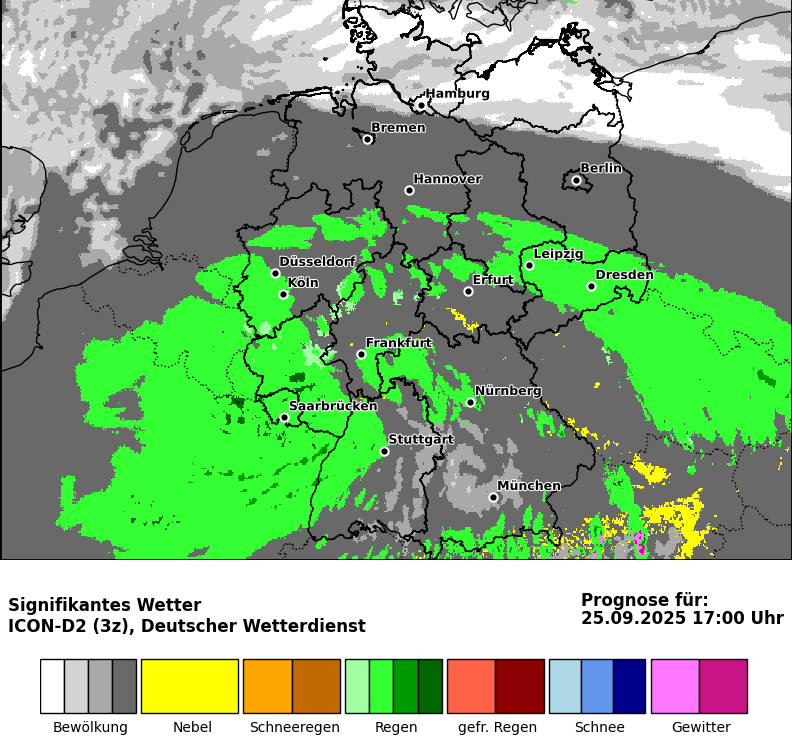 Hamburg
Bremen
Berlin
Hannover
Leipzig
Düsseldorf
Dresden
Köln
Erfurt
Frankfurt
Nürnberg
Saarbrücken
Stuttgart
München
Signifikantes Wetter
ICON-D2 (3z), Deutscher Wetterdienst
Prognose für:
25.09.2025 17:00 Uhr
Bewölkung Nebel Schneeregen Regen gefr. Regen Schnee Gewitter